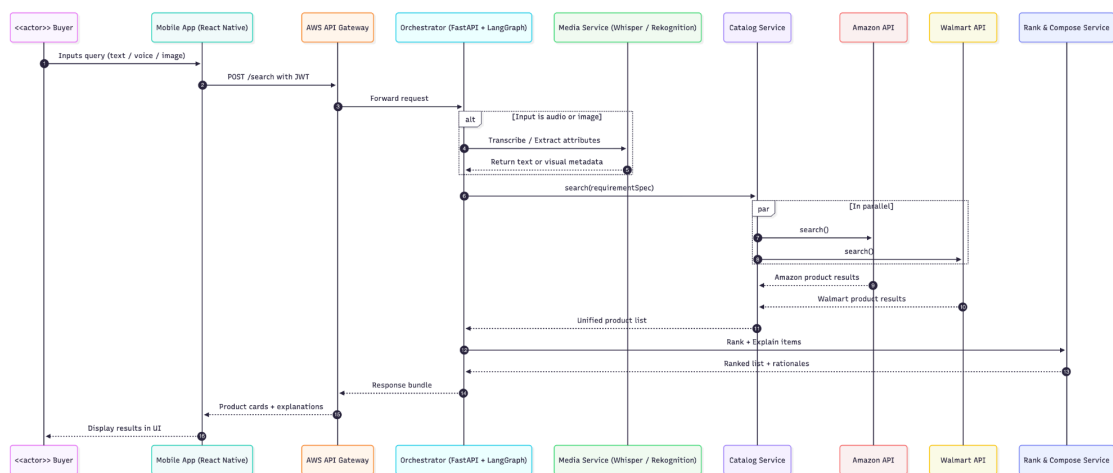 <<actor>> Buyer
Mobile App (React Native)
AWS API Gateway
Orchestrator (FastAPI + LangGraph)
Media Service (Whisper / Rekognition)
Catalog Service
Amazon API
Walmart API
Rank & Compose Service
Inputs query (text / voice / image)
1
POST /search with JWT
2
Forward request
3
alt
[Input is audio or image]
Transcribe / Extract attributes
4
Return text or visual metadata
5
search(requirementSpec)
6
par
[In parallel]
search()
7
search()
8
Amazon product results
9
Walmart product results
10
Unified product list
11
Rank + Explain items
12
Ranked list + rationales
13
Response bundle
14
Product cards + explanations
15
Display results in UI
16
<<actor>> Buyer
Mobile App (React Native)
AWS API Gateway
Orchestrator (FastAPI + LangGraph)
Media Service (Whisper / Rekognition)
Catalog Service
Amazon API
Walmart API
Rank & Compose Service